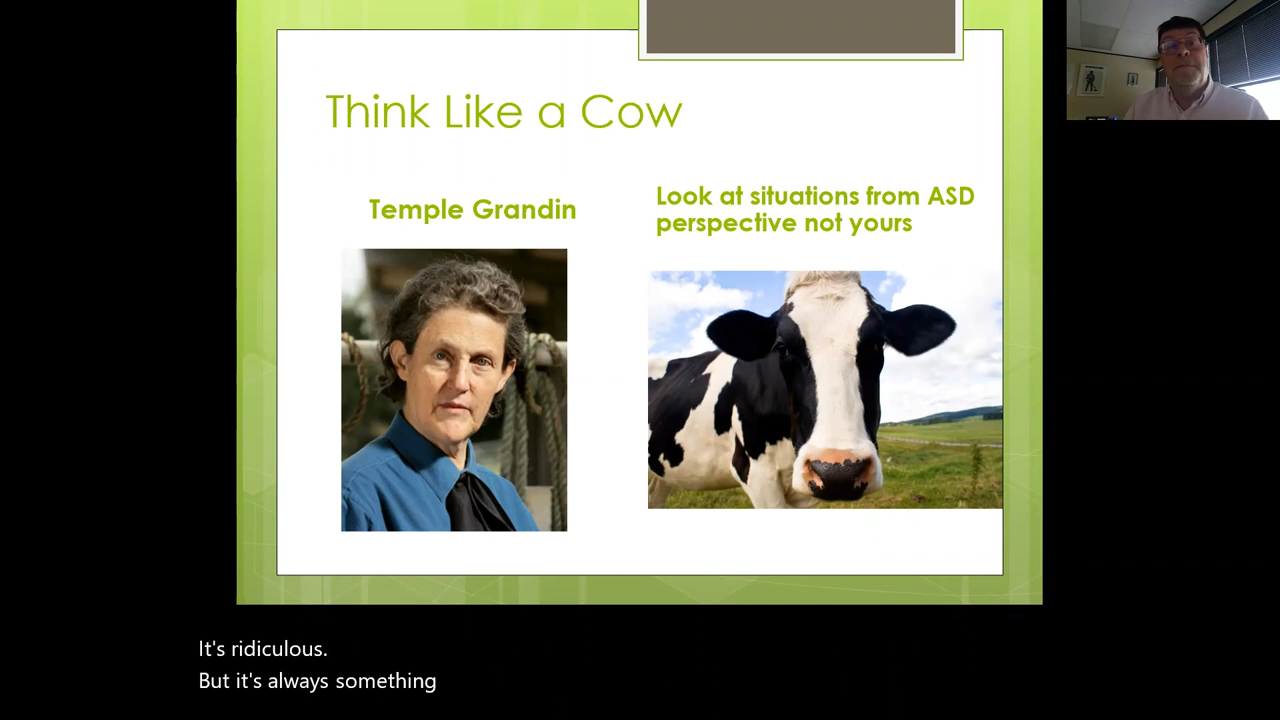 Think Like a Cow
Temple Grandin
Look at situations from ASD
perspective not yours
It's ridiculous.
But it's always something